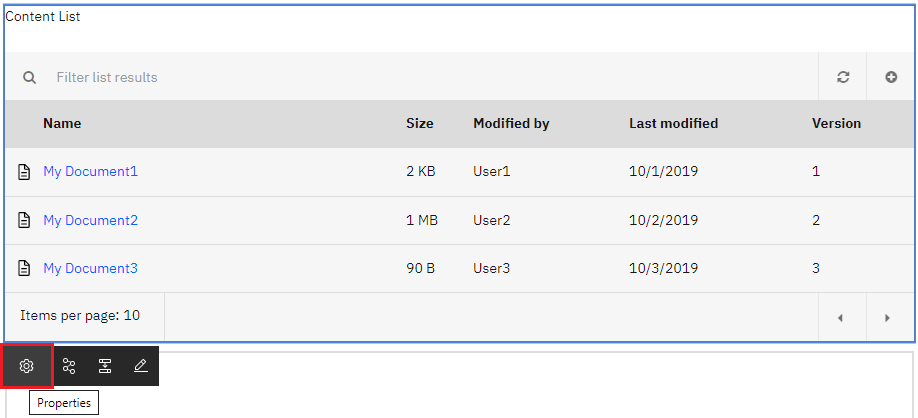 Content List
Filter list results
Name Size Modified by Last modified Version
My Document1 2 KB User1 10/1/2019 1
My Document2 1 MB User2 10/2/2019 2
My Document3 90 B User3 10/3/2019 3
Items per page: 10
Properties